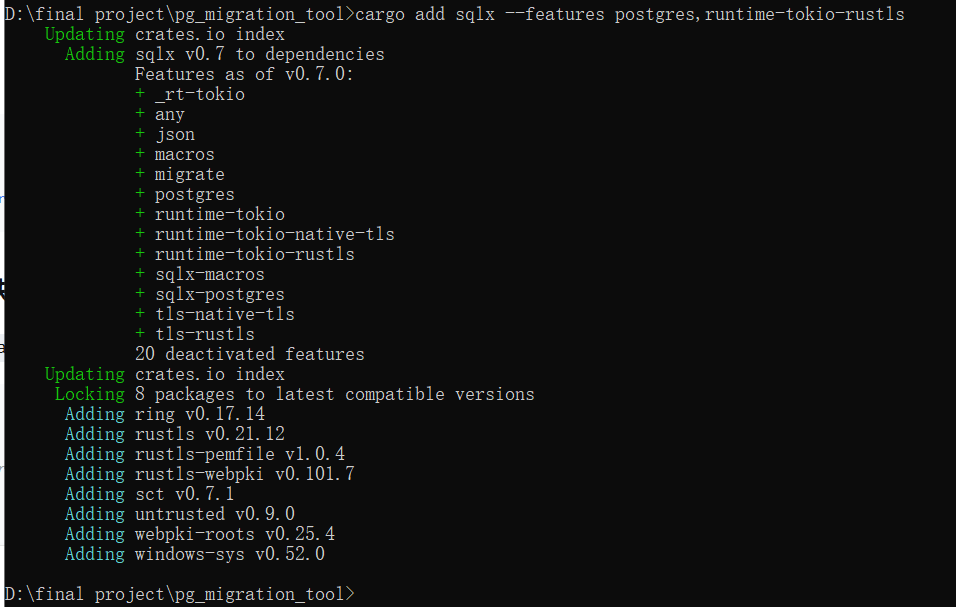 D:\final project\pg_migration_tool>cargo add sqlx --features postgres,runtime-tokio-rustls
Updating crates.io index
Adding sqlx v0.7 to dependencies
Features as of v0.7.0:
+ _rt-tokio
+ any
+ json
+ macros
+ migrate
+ postgres
+ runtime-tokio
+ runtime-tokio-native-tls
+ runtime-tokio-rustls
+ sqlx-macros
+ sqlx-postgres
+ tls-native-tls
+ tls-rustls
20 deactivated features
Updating crates.io index
Locking 8 packages to latest compatible versions
Adding ring v0.17.14
Adding rustls v0.21.12
Adding rustls-pemfile v1.0.4
Adding rustls-webpki v0.101.7
Adding sct v0.7.1
Adding untrusted v0.9.0
Adding webpki-roots v0.25.4
Adding windows-sys v0.52.0
D:\final project\pg_migration_tool>